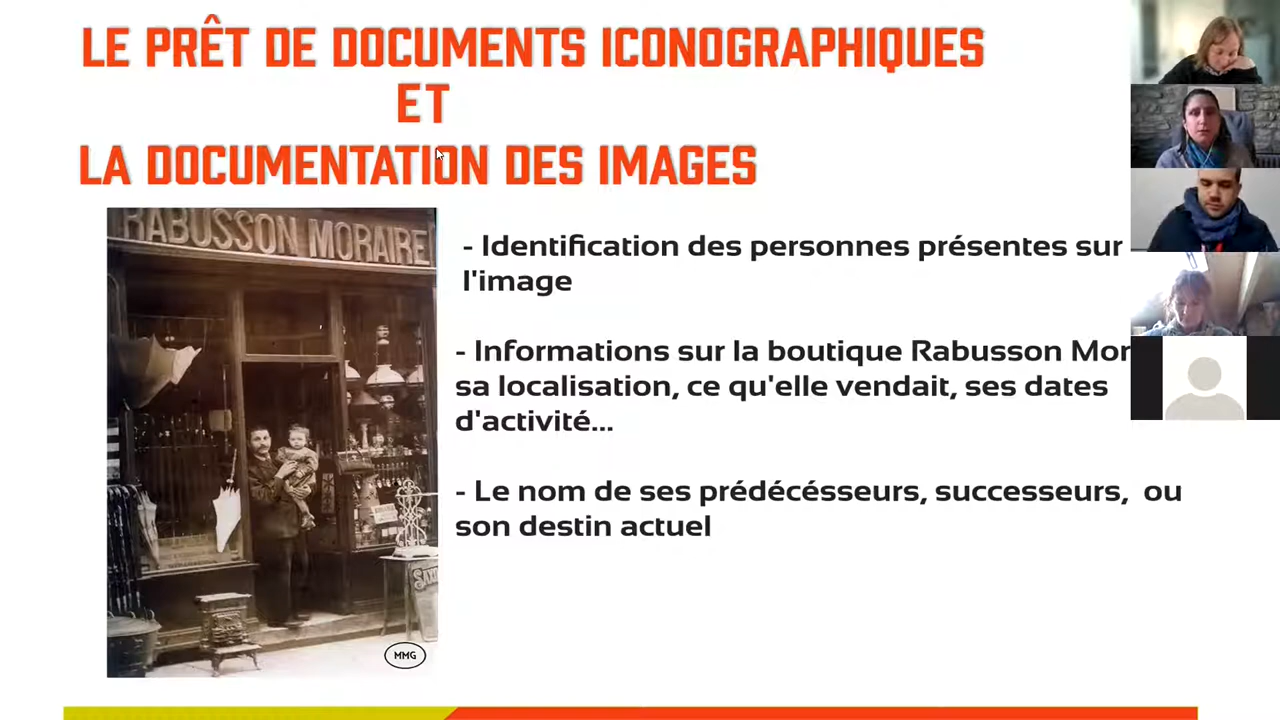 LE PRÊT DE DOCUMENTS ICONOGRAPHIQUES
ET
LA DOCUMENTATION DES IMAGES
RABUSSON MORAIRE
- Identification des personnes présentes sur
l'image
- Informations sur la boutique Rabusson Mor
sa localisation, ce qu'elle vendait, ses dates
d'activité...
- Le nom de ses prédécésseurs, successeurs, ou
son destin actuel
MMG